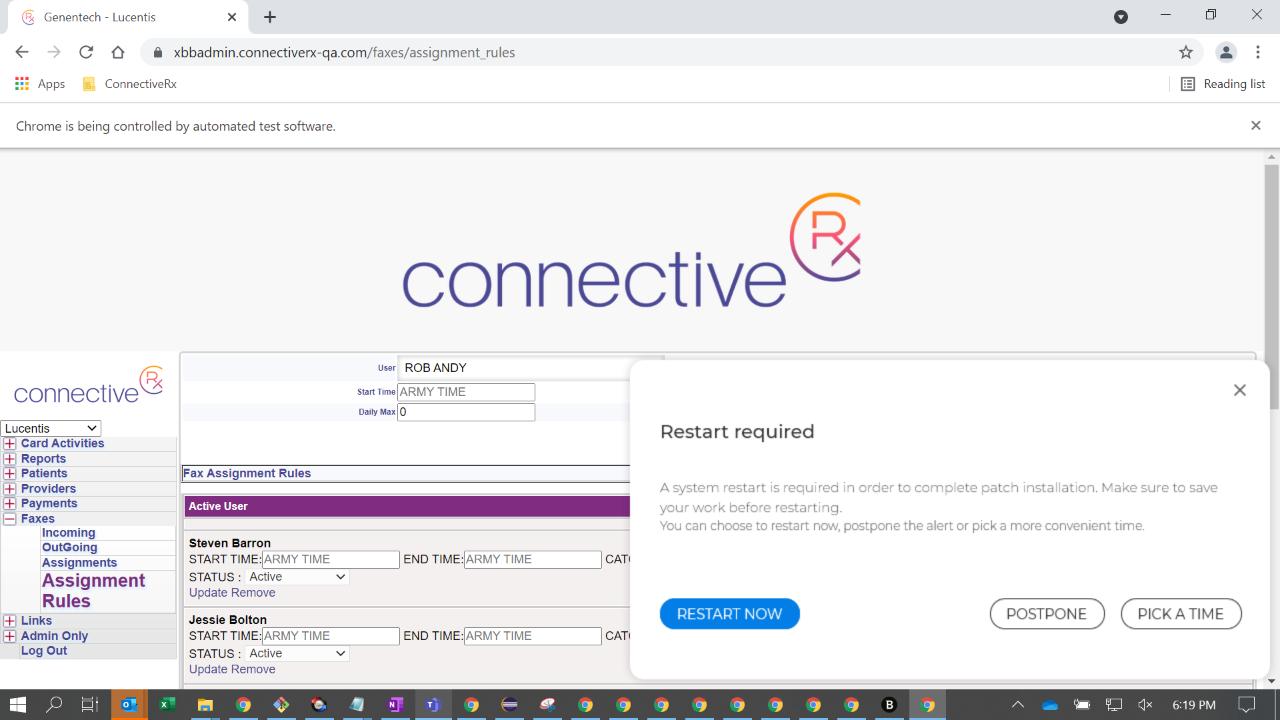 Genentech - Lucentis
xbbadmin.connectiverx-qa.com/faxes/assignment_rules
Apps
ConnectiveRx
Reading list
Chrome is being controlled by automated test software.
connective Rx
connective Rx
Lucentis
Card Activities
Reports
Patients
Providers
Payments
Faxes
Incoming
OutGoing
Assignments
Assignment
Rules
Links
Admin Only
Log Out
User ROB ANDY
Start Time ARMY TIME
Daily Max 0
Fax Assignment Rules
Active User
Steven Barron
START TIME: ARMY TIME END TIME: ARMY TIME
STATUS : Active
Update Remove
Jessie Bolton
START TIME: ARMY TIME END TIME: ARMY TIME
STATUS : Active
Update Remove
Restart required
A system restart is required in order to complete patch installation. Make sure to save
your work before restarting.
You can choose to restart now, postpone the alert or pick a more convenient time.
RESTART NOW
POSTPONE
PICK A TIME
6:19 PM